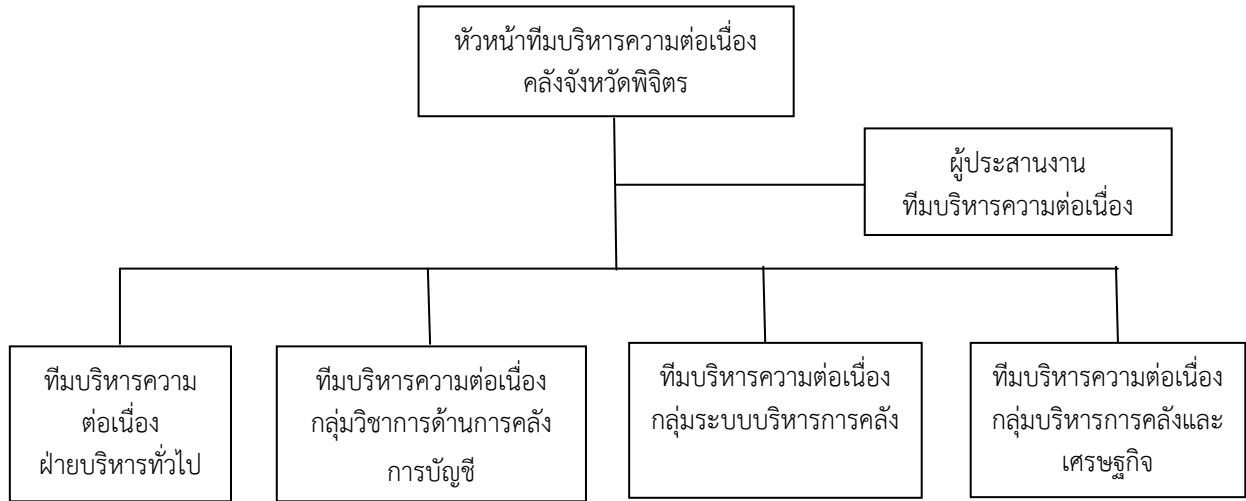 หัวหน้าทีมบริหารความต่อเนื่อง
คลังจังหวัดพิจิตร
ผู้ประสานงาน
ทีมบริหารความต่อเนื่อง
ทีมบริหารความ
ต่อเนื่อง
ฝ่ายบริหารทั่วไป
ทีมบริหารความต่อเนื่อง
กลุ่มวิชาการด้านการคลัง
การบัญชี
ทีมบริหารความต่อเนื่อง
กลุ่มระบบบริหารการคลัง
ทีมบริหารความต่อเนื่อง
กลุ่มบริหารการคลังและ
เศรษฐกิจ